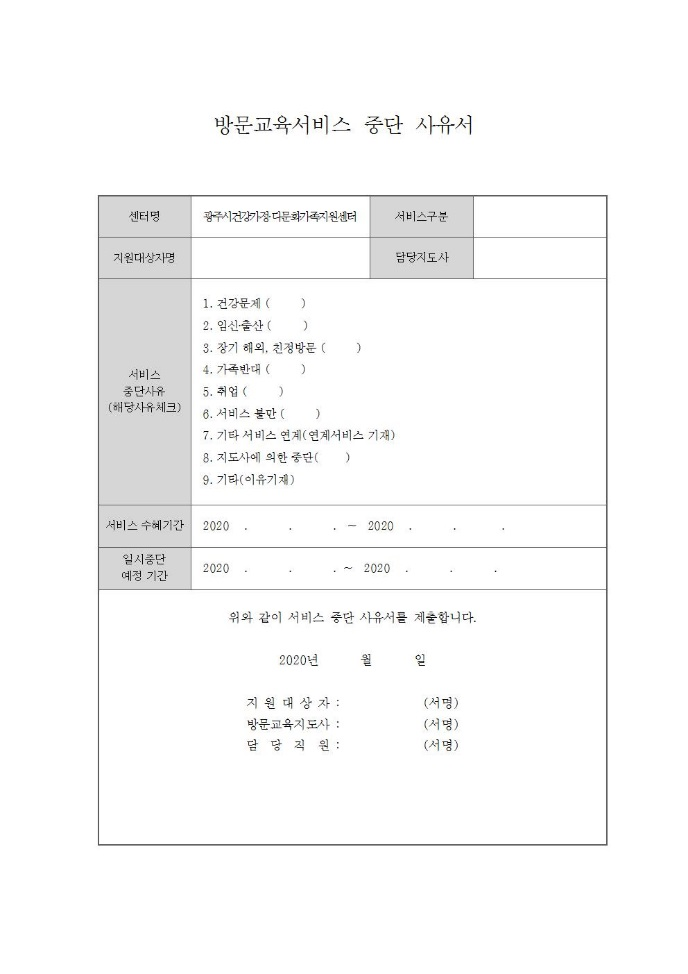 방문교육서비스 중단 사유서
센터명 광주시건강가정·다문화가족지원센터 서비스구분
지원대상자명 담당지도사
서비스
중단사유
(해당사유체크)
1. 건강문제 ( )
2. 임신·출산 ( )
3. 장기 해외, 친정방문 ( )
4. 가족반대 ( )
5. 취업 ( )
6. 서비스 불만 ( )
7. 기타 서비스 연계(연계서비스 기재)
8. 지도사에 의한 중단( )
9. 기타(이유기재)
서비스 수혜기간 2020 . . . - 2020 . . .
일시중단
예정 기간
2020 . . . ~ 2020 . . .
위와 같이 서비스 중단 사유서를 제출합니다.
2020년 월 일
지 원 대 상 자 : (서명)
방문교육지도사 : (서명)
담 당 직 원 : (서명)